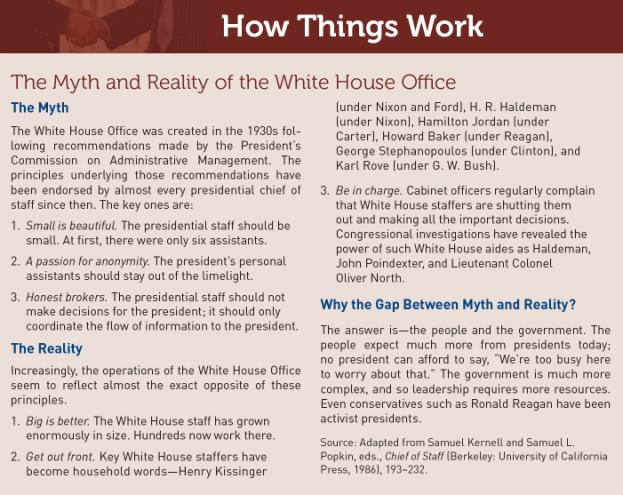 How Things Work
The Myth and Reality of the White House Office
The Myth
The White House Office was created in the 1930s fol-
lowing recommendations made by the President's
Commission on Administrative Management. The
principles underlying those recommendations have
been endorsed by almost every presidential chief of
staff since then. The key ones are:
1. Small is beautiful. The presidential staff should be
small. At first, there were only six assistants.
2. A passion for anonymity. The president's personal
assistants should stay out of the limelight.
3. Honest brokers. The presidential staff should not
make decisions for the president; it should only
coordinate the flow of information to the president.
The Reality
Increasingly, the operations of the White House Office
seem to reflect almost the exact opposite of these
principles.
1. Big is better. The White House staff has grown
enormously in size. Hundreds now work there.
2. Get out front. Key White House staffers have
become household words—Henry Kissinger
(under Nixon and Ford), H. R. Haldeman
(under Nixon), Hamilton Jordan (under
Carter), Howard Baker (under Reagan),
George Stephanopoulos (under Clinton), and
Karl Rove (under G. W. Bush).
3. Be in charge. Cabinet officers regularly complain
that White House staffers are shutting them
out and making all the important decisions.
Congressional investigations have revealed the
power of such White House aides as Haldeman,
John Poindexter, and Lieutenant Colonel
Oliver North.
Why the Gap Between Myth and Reality?
The answer is—the people and the government. The
people expect much more from presidents today;
no president can afford to say, "We're too busy here
to worry about that." The government is much more
complex, and so leadership requires more resources.
Even conservatives such as Ronald Reagan have been
activist presidents.
Source: Adapted from Samuel Kernell and Samuel L.
Popkin, eds., Chief of Staff (Berkeley: University of California
Press, 1986), 193–232.